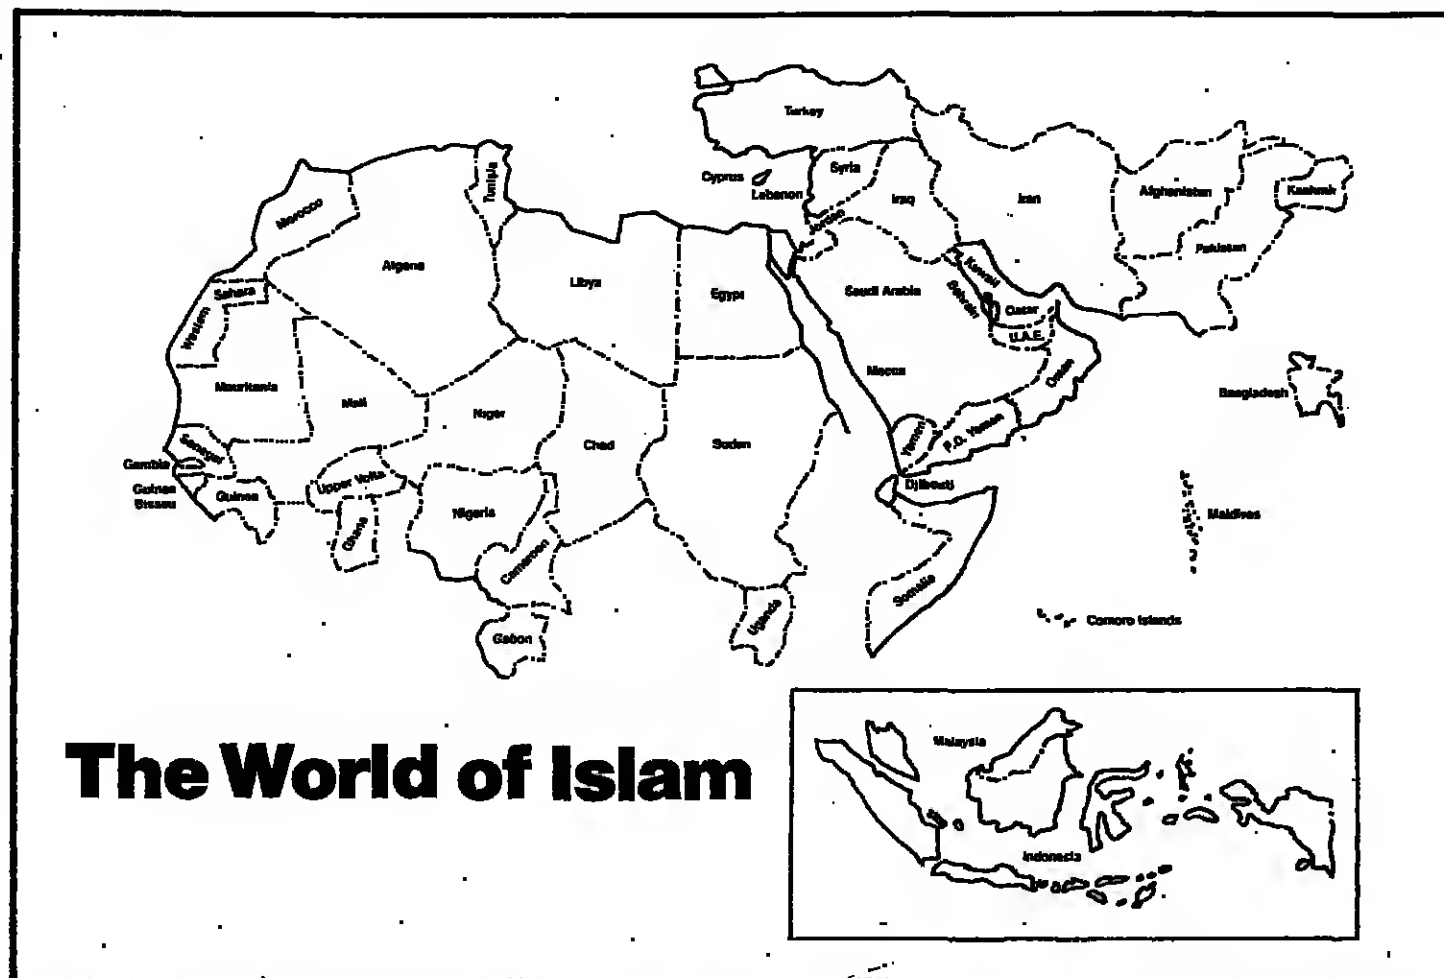 Turkey
Cyprus
Syria
Lebanon
Iraq
Iran
Afghanistan
Kashmir
Pakistan
Jordan
Tunisia
Morocco
Algeria
Libya
Egypt
Saudi Arabia
Kuwait
Bahrain
Qatar
U.A.E.
Oman
Mecca
Western
Sahara
Mauritania
Mali
Niger
Chad
Sudan
Yemen
P.D. Yemen
Bangladesh
Senegal
Gambia
Guinea
Bissau
Guinea
Upper Volta
Ghana
Nigeria
Cameroon
Djibouti
Maldives
Somalia
Comoro Islands
Gabon
Uganda
The World of Islam
Malaysia
Indonesia